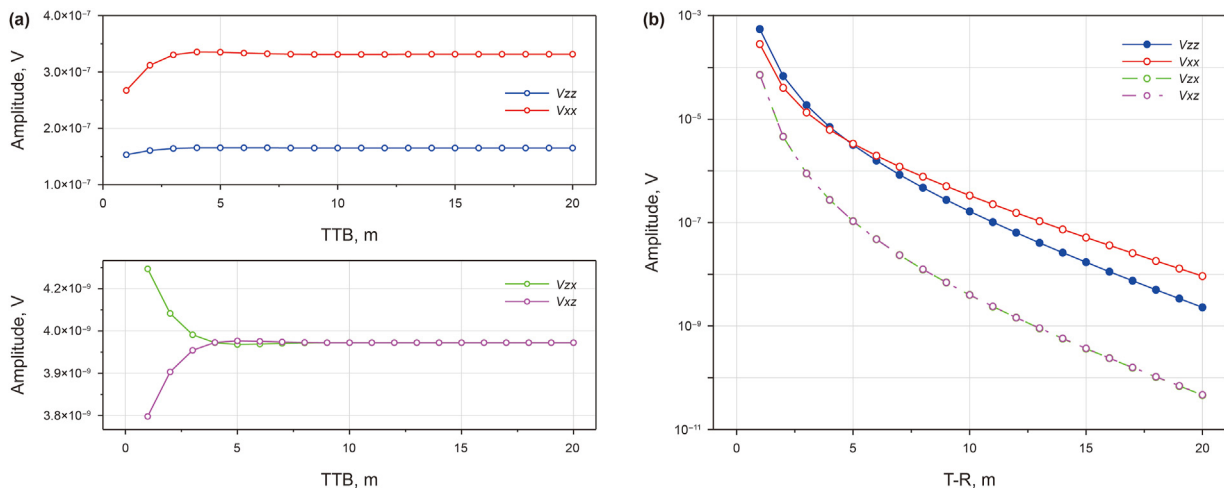 (a)
4.0×10⁻⁷
3.0×10⁻⁷
2.0×10⁻⁷
1.0×10⁻⁷
Amplitude, V
Vzz
Vxx
0 5 10 15 20
TTB, m
4.2×10⁻⁹
4.0×10⁻⁹
3.9×10⁻⁹
3.8×10⁻⁹
Amplitude, V
Vzx
Vxz
0 5 10 15 20
TTB, m
(b)
10⁻³
10⁻⁵
10⁻⁷
10⁻⁹
10⁻¹¹
Amplitude, V
Vzz
Vxx
Vzx
Vxz
0 5 10 15 20
T-R, m